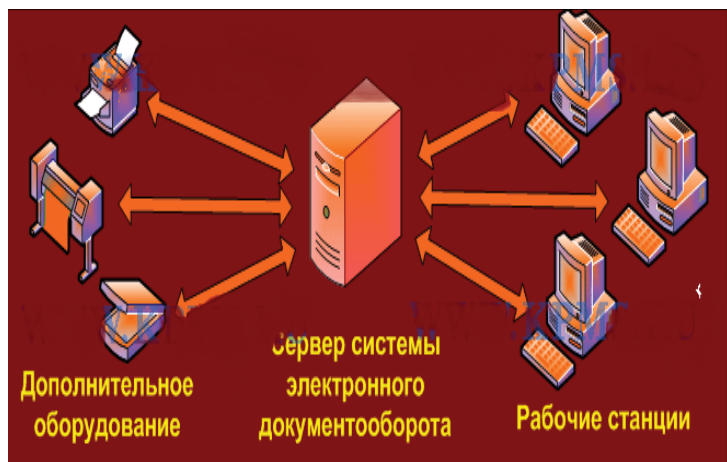 Дополнительное
оборудование
Сервер системы
электронного
документооборота
Рабочие станции